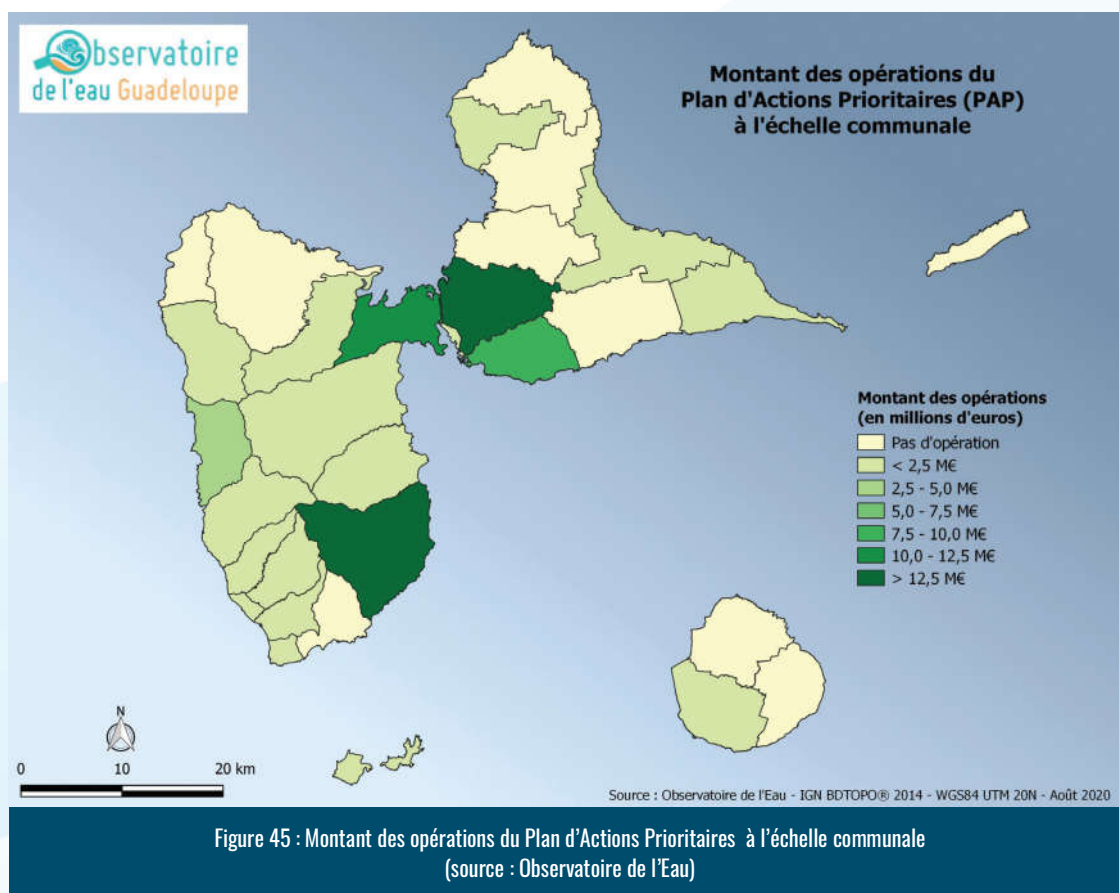 Observatoire
de l'eau Guadeloupe
Montant des opérations du
Plan d'Actions Prioritaires (PAP)
à l'échelle communale
Montant des opérations
(en millions d'euros)
Pas d'opération
< 2,5 M€
2,5 - 5,0 M€
5,0 - 7,5 M€
7,5 - 10,0 M€
10,0 - 12,5 M€
> 12,5 M€
N
0 10 20 km
Source : Observatoire de l'Eau - IGN BDTOPO® 2014 - WGS84 UTM 20N - Août 2020
Figure 45 : Montant des opérations du Plan d'Actions Prioritaires à l'échelle communale
(source : Observatoire de l'Eau)